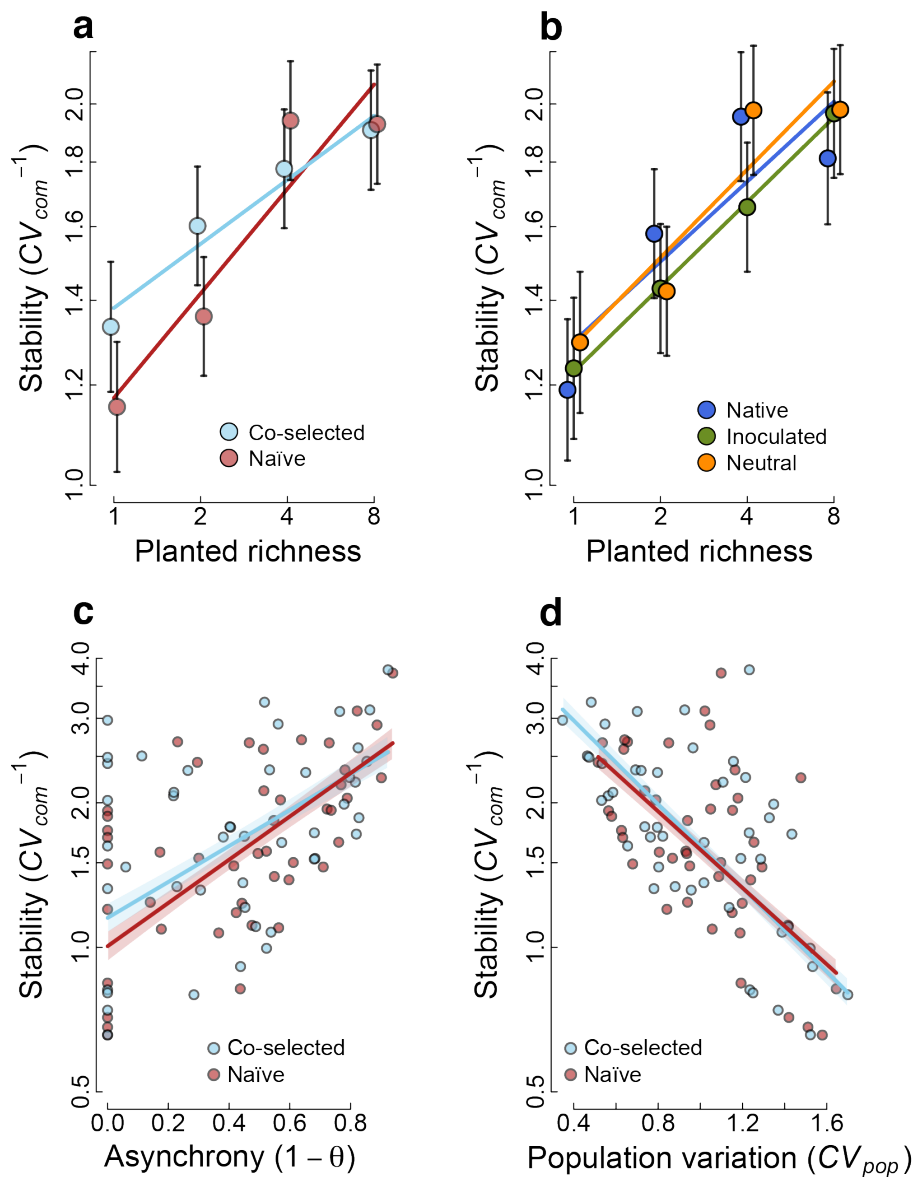 a
Stability (CVcom⁻¹)
2.0
1.8
1.6
1.4
1.2
1.0
Co-selected
Naïve
1 2 4 8
Planted richness
b
Stability (CVcom⁻¹)
2.0
1.8
1.6
1.4
1.2
1.0
Native
Inoculated
Neutral
1 2 4 8
Planted richness
c
Stability (CVcom⁻¹)
4.0
3.0
2.0
1.5
1.0
0.5
Co-selected
Naïve
0.0 0.2 0.4 0.6 0.8
Asynchrony (1 – θ)
d
Stability (CVcom⁻¹)
4.0
3.0
2.0
1.5
1.0
0.5
Co-selected
Naïve
0.4 0.8 1.2 1.6
Population variation (CVpop)